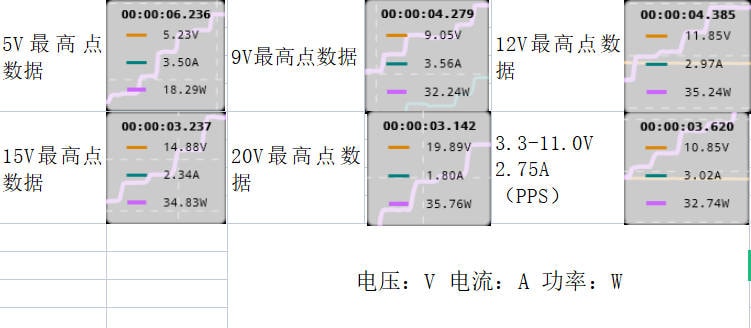 5V最高点
数据
00:00:06.236
5.23V
3.50A
18.29W
9V最高点数据
00:00:04.279
9.05V
3.56A
32.24W
12V最高点数
据
00:00:04.385
11.85V
2.97A
35.24W
15V最高点
数据
00:00:03.237
14.88V
2.34A
34.83W
20V最高点数
据
00:00:03.142
19.89V
1.80A
35.76W
3.3-11.0V
2.75A
（PPS）
00:00:03.620
10.85V
3.02A
32.74W
电压：V 电流：A 功率：W